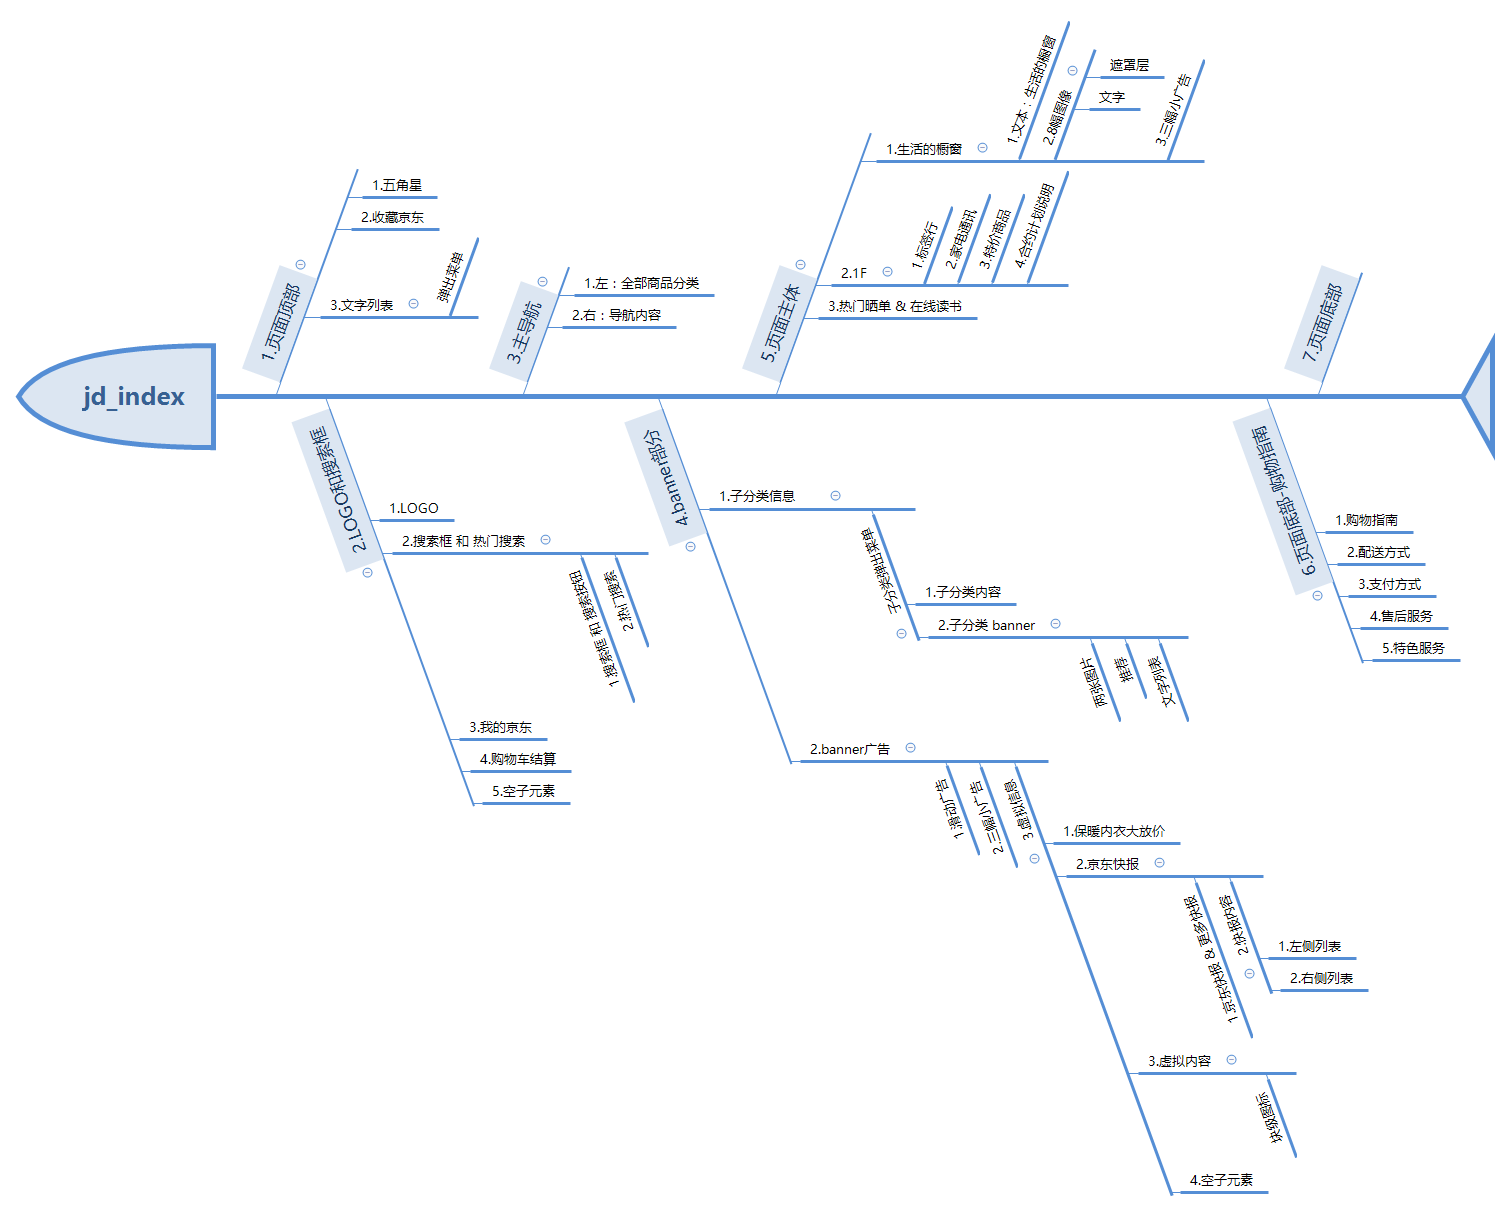 jd_index
1.页面顶部
1.五角星
2.收藏京东
3.文字列表
弹出菜单
2.LOGO和搜索框
1.LOGO
2.搜索框 和 热门搜索
1 搜索框 和 搜索按钮
2.热门搜索
3.我的京东
4.购物车结算
5.空子元素
3.主导航
1.左：全部商品分类
2.右：导航内容
4.banner部分
1.子分类信息
子分类弹出菜单
1.子分类内容
2.子分类 banner
两张图片
推荐
文字列表
2.banner广告
1.滑动广告
2.三幅小广告
3.虚拟信息
1.保暖内衣大放价
2.京东快报
1.京东快报 & 更多快报
2.快报内容
1.左侧列表
2.右侧列表
3.虚拟内容
块级图标
4.空子元素
5.页面主体
1.生活的橱窗
1.文本：生活的橱窗
2.8幅图像
遮罩层
文字
3.三幅小广告
2.1F
1.标签行
2.家电通讯
3.特价商品
4.合约计划说明
3.热门晒单 & 在线读书
6.页面底部-购物指南
1.购物指南
2.配送方式
3.支付方式
4.售后服务
5.特色服务
7.页面底部